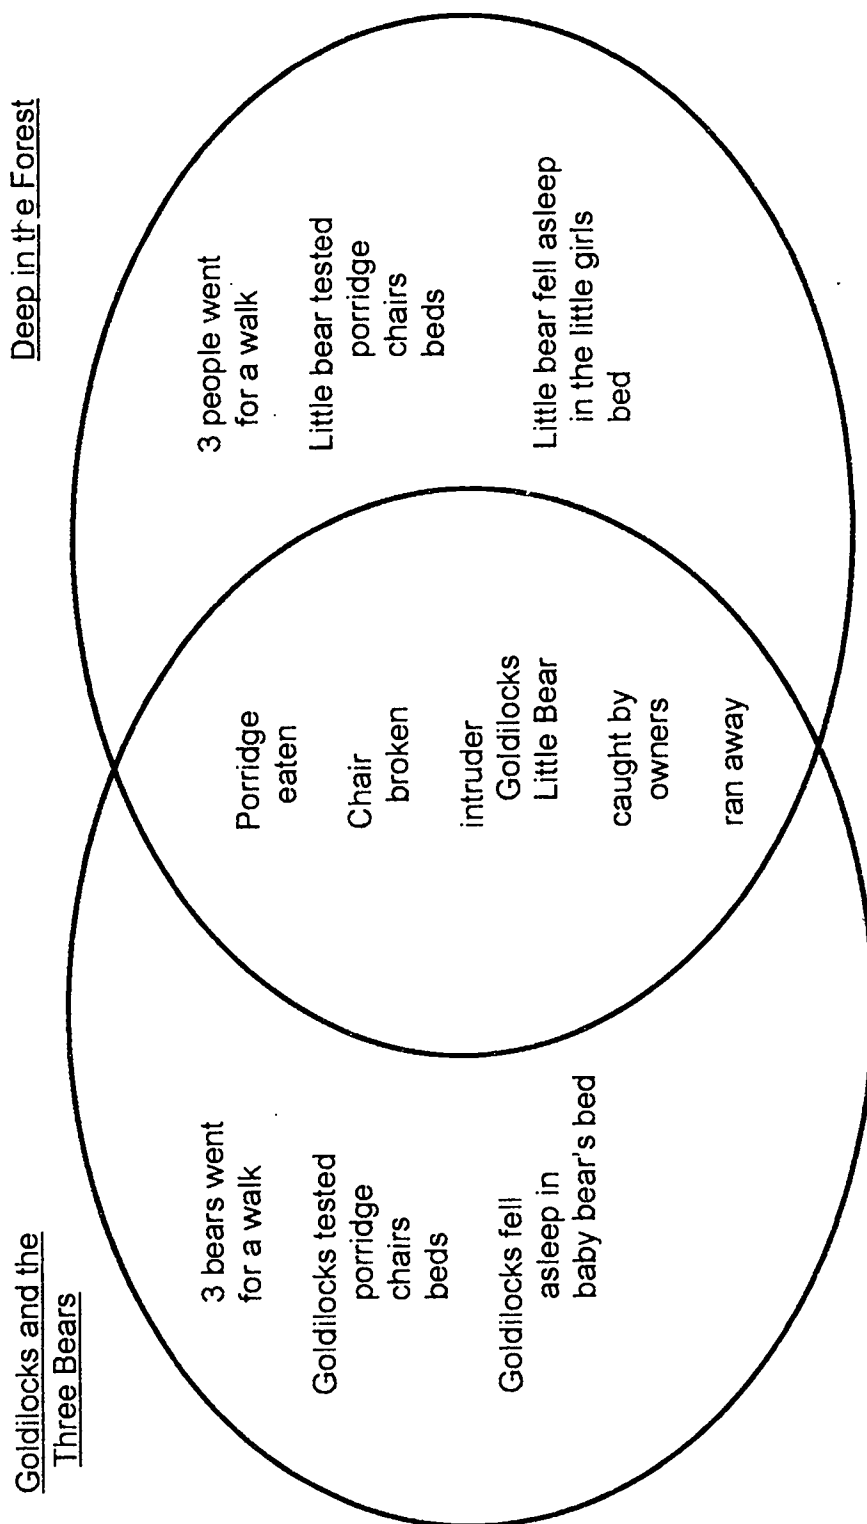 Goldilocks and the
Three Bears
3 bears went
for a walk
Goldilocks tested
porridge
chairs
beds
Goldilocks fell
asleep in
baby bear's bed
Porridge
eaten
Chair
broken
intruder
Goldilocks
Little Bear
caught by
owners
ran away
Deep in the Forest
3 people went
for a walk
Little bear tested
porridge
chairs
beds
Little bear fell asleep
in the little girls
bed